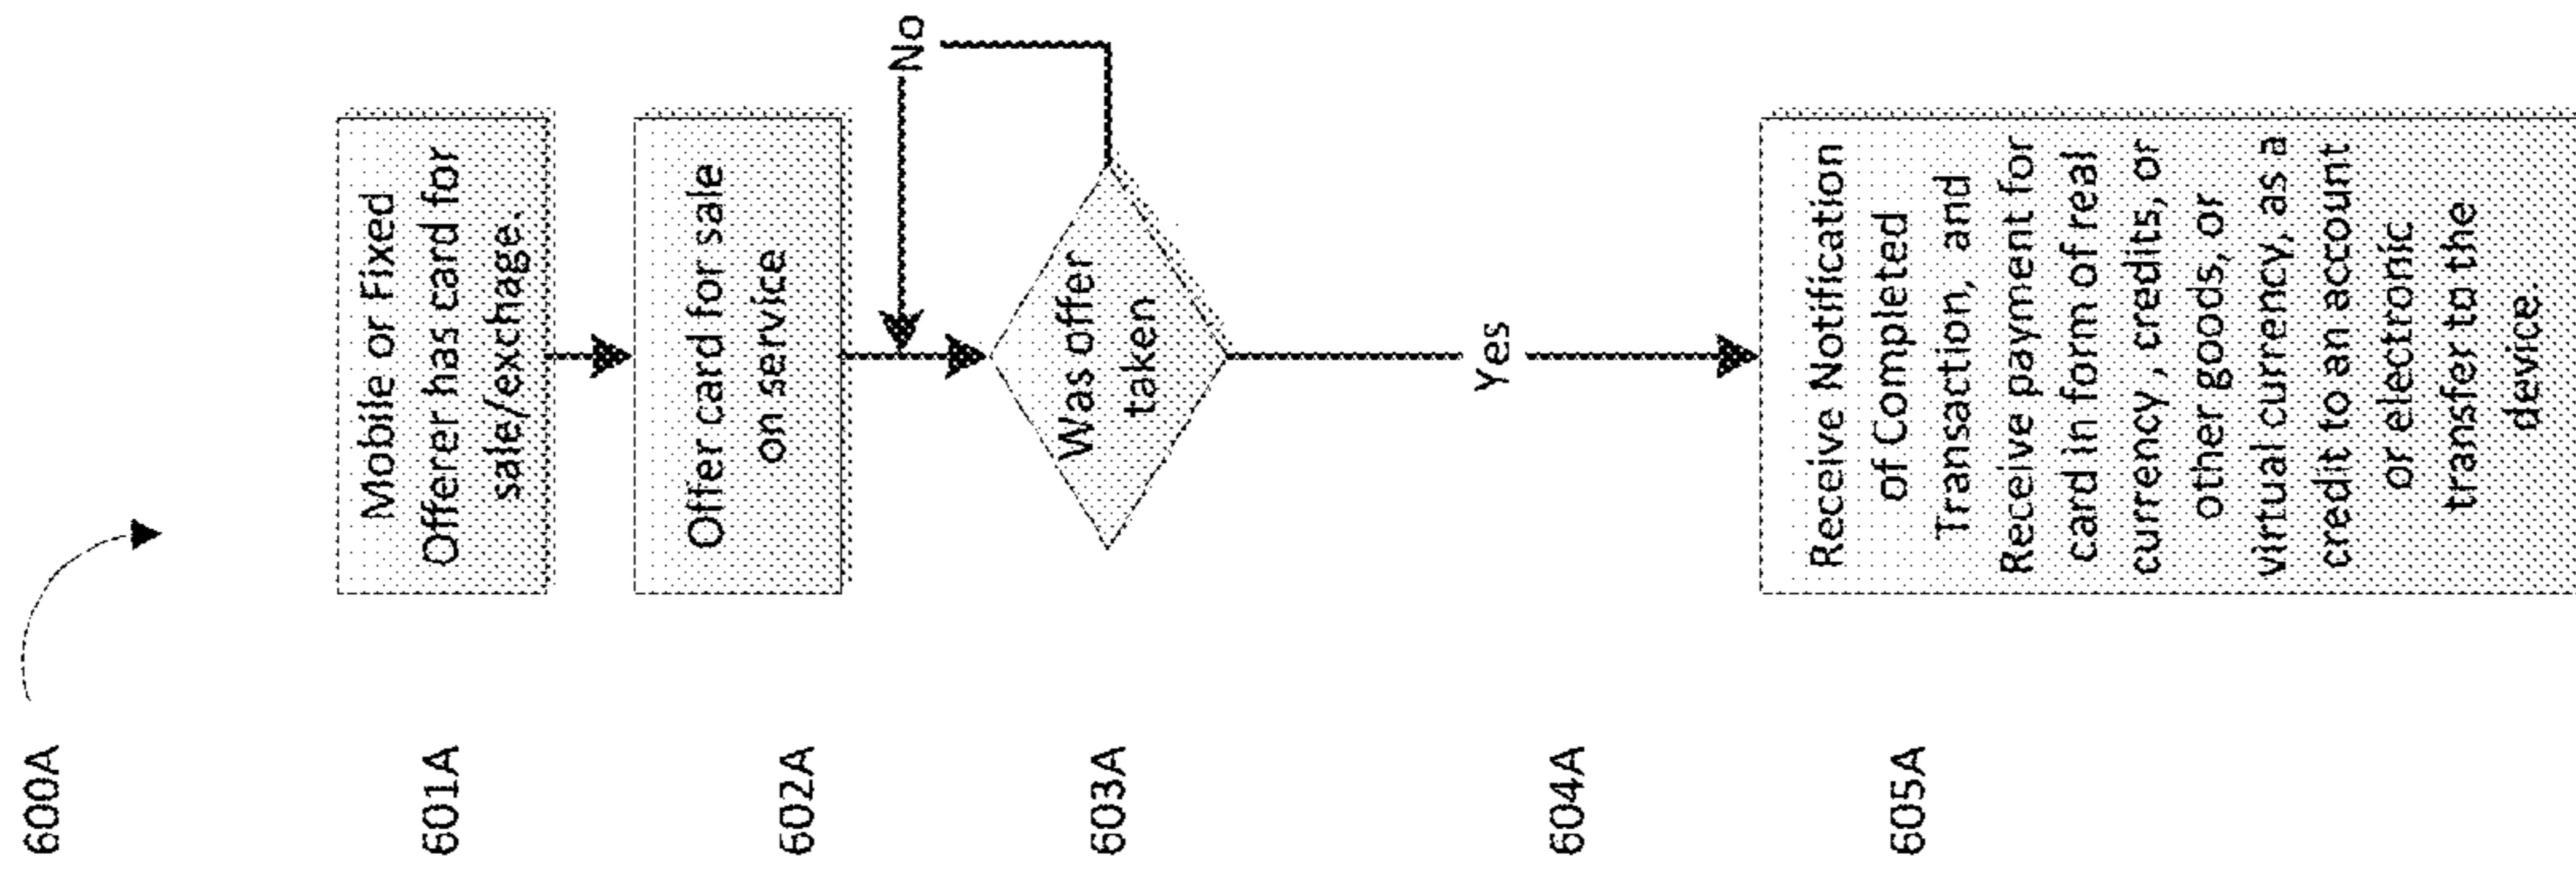 600A
601A
Mobile or Fixed
Offerer has card for
sale/exchage.
602A
Offer card for sale
on service
No
603A
Was offer
taken
604A
Yes
605A
Receive Notification
of Completed
Transaction, and
Receive payment for
card in form of real
currency, credits, or
other goods, or
virtual currency, as a
credit to an account
or electronic
transfer to the
device.